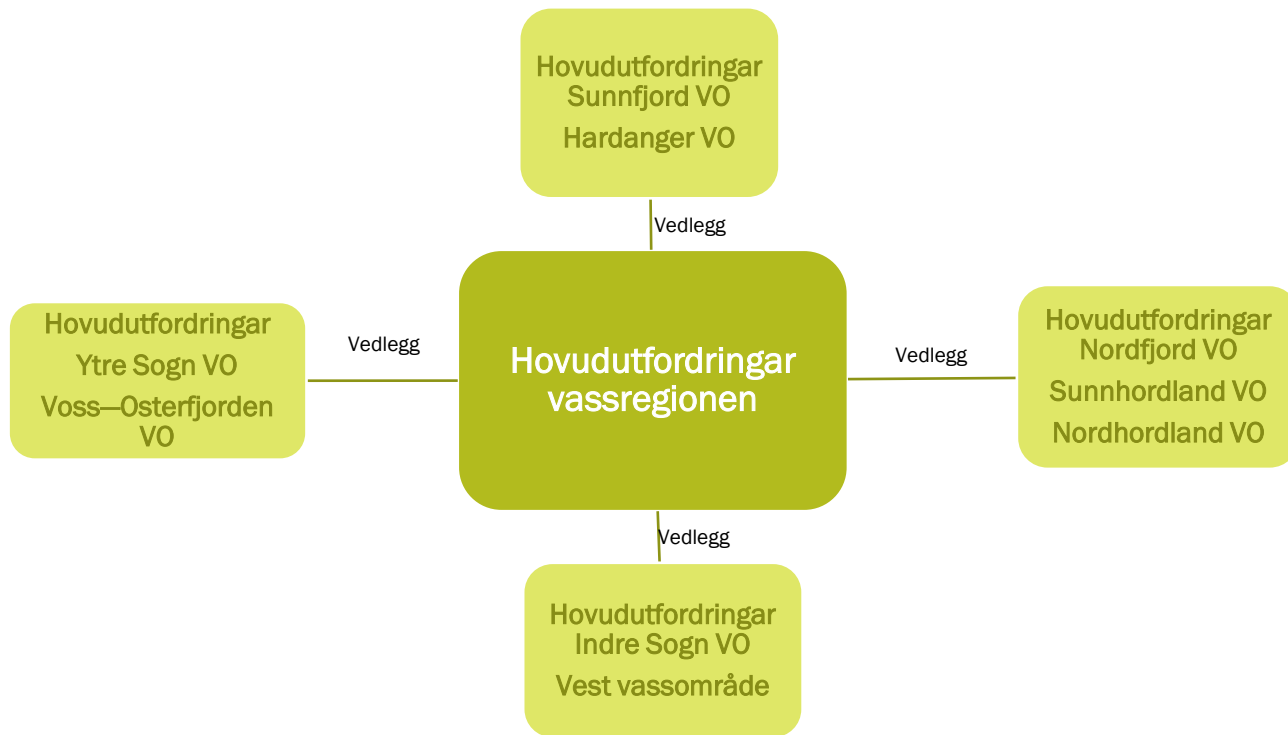 Hovudutfordringar
Sunnfjord VO
Hardanger VO
Vedlegg
Hovudutfordringar
Ytre Sogn VO
Voss—Osterfjorden
VO
Vedlegg
Hovudutfordringar
vassregionen
Vedlegg
Hovudutfordringar
Nordfjord VO
Sunnhordland VO
Nordhordland VO
Vedlegg
Hovudutfordringar
Indre Sogn VO
Vest vassområde